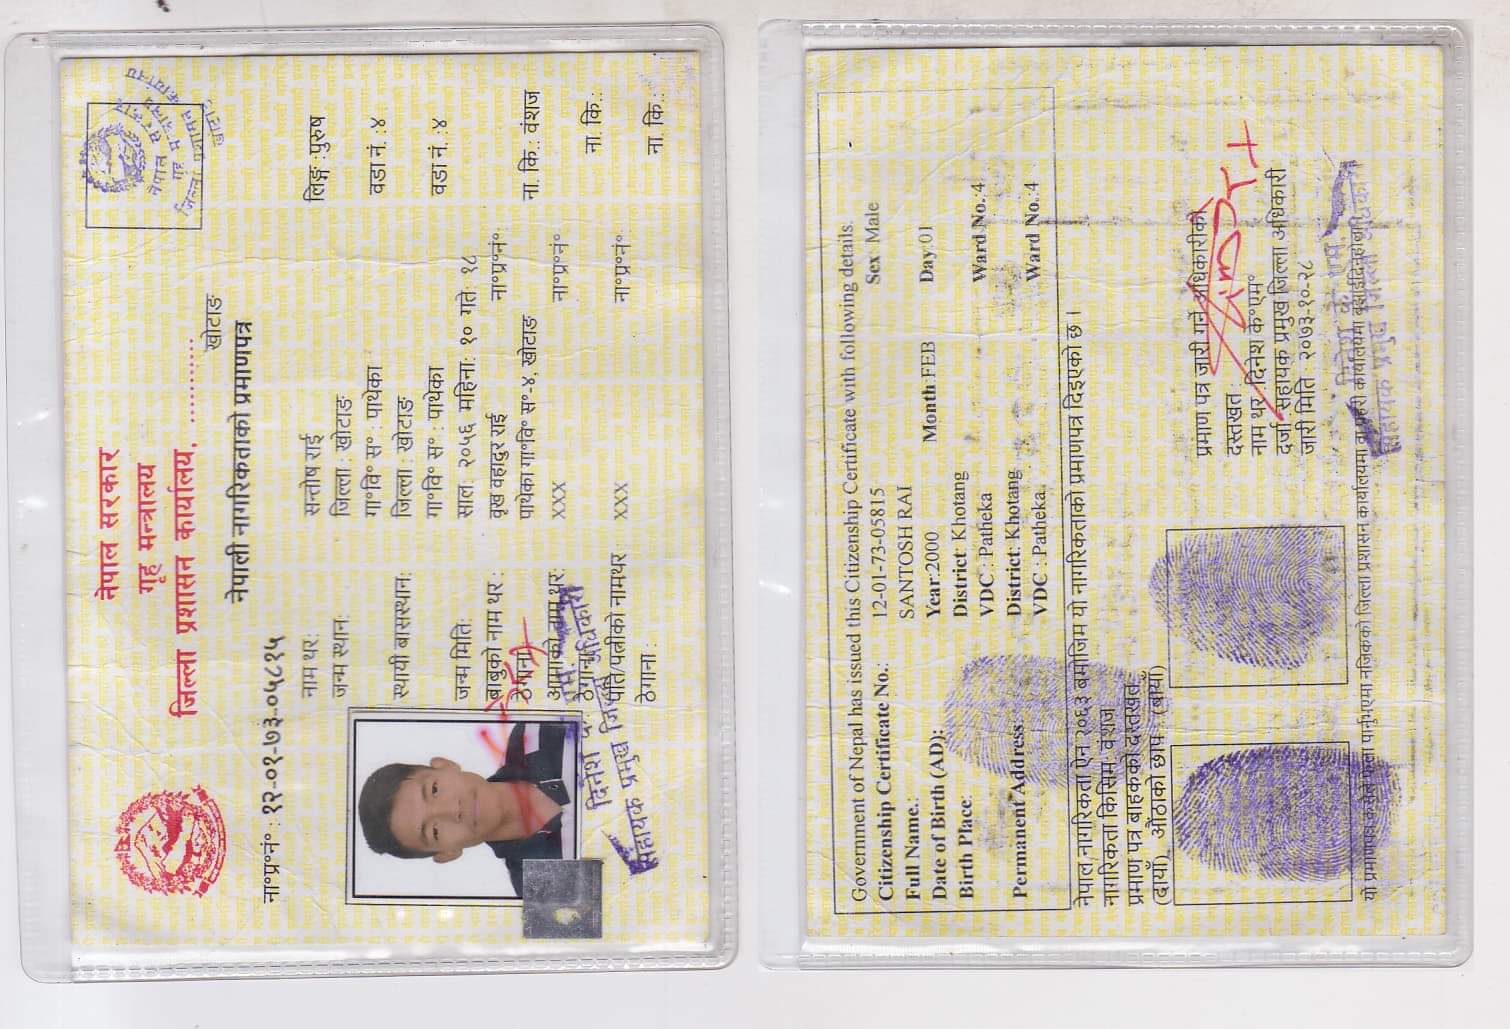 नेपाल सरकार
गृह मन्त्रालय
जिल्ला प्रशासन कार्यालय, ...........
खोटाङ
नेपाली नागरिकताको प्रमाणपत्र
नेपाल सरकार
गृह मन्त्रालय
जिल्ला प्रशासन कार्यालय
ना॰प्र॰नं॰ : १२-०१-७३-०५८१५
नाम थर: सन्तोष राई लिङ्ग :पुरुष
जन्म स्थान: जिल्ला : खोटाङ
गा॰वि॰ स॰ : पाथेका वडा नं. :४
स्थायी बासस्थान: जिल्ला खोटाङ
गा॰वि॰ स॰ : पाथेका वडा नं. :४
जन्म मिति: साल: २०५६ महिना: १० गते: १८
बाबुको नाम थर : वृख वहादुर राई ना॰प्र॰नं॰ ना. कि.: वंशज
ठेगाना: पाथेका गा॰वि॰ स॰-४, खोटाङ
आमाको नाम थर: xxx ना॰प्र॰नं॰ ना. कि.:
ठेगाना:
पति/पत्नीको नामथर : xxx ना॰प्र॰नं॰ ना. कि.:
ठेगाना :
दिनेश के
सहायक प्रमुख जिल्ला अधिकारी
Government of Nepal has issued this Citizenship Certificate with following details.
Citizenship Certificate No.: 12-01-73-05815 Sex Male
Full Name.: SANTOSH RAI
Date of Birth (AD): Year:2000 Month:FEB Day:01
Birth Place: District: Khotang
VDC : Patheka Ward No.:4
Permanent Address: District: Khotang
VDC : Patheka Ward No.:4
नेपाल नागरिकता ऐन २०६३ बमोजिम यो नागरिकताको प्रमाणपत्र दिइएको छ ।
नागरिकता किसिम वंशज
प्रमाण पत्र बाहकको दस्तखत
(दायाँ) औंठाको छाप (बायाँ)
प्रमाण पत्र जारी गर्ने अधिकारीको
दस्तखत:
नाम थर: दिनेश के॰एम॰
दर्जा: सहायक प्रमुख जिल्ला अधिकारी
जारी मिति : २०७३-१०-२८
दिनेश के
सहायक प्रमुख जिल्ला अधिकारी
यो प्रमाणपत्र कसैले फेला पार्नुभएमा नजिकको जिल्ला प्रशासन कार्यालयमा वा प्रहरी कार्यालयमा बुझाइदिनुहोला।